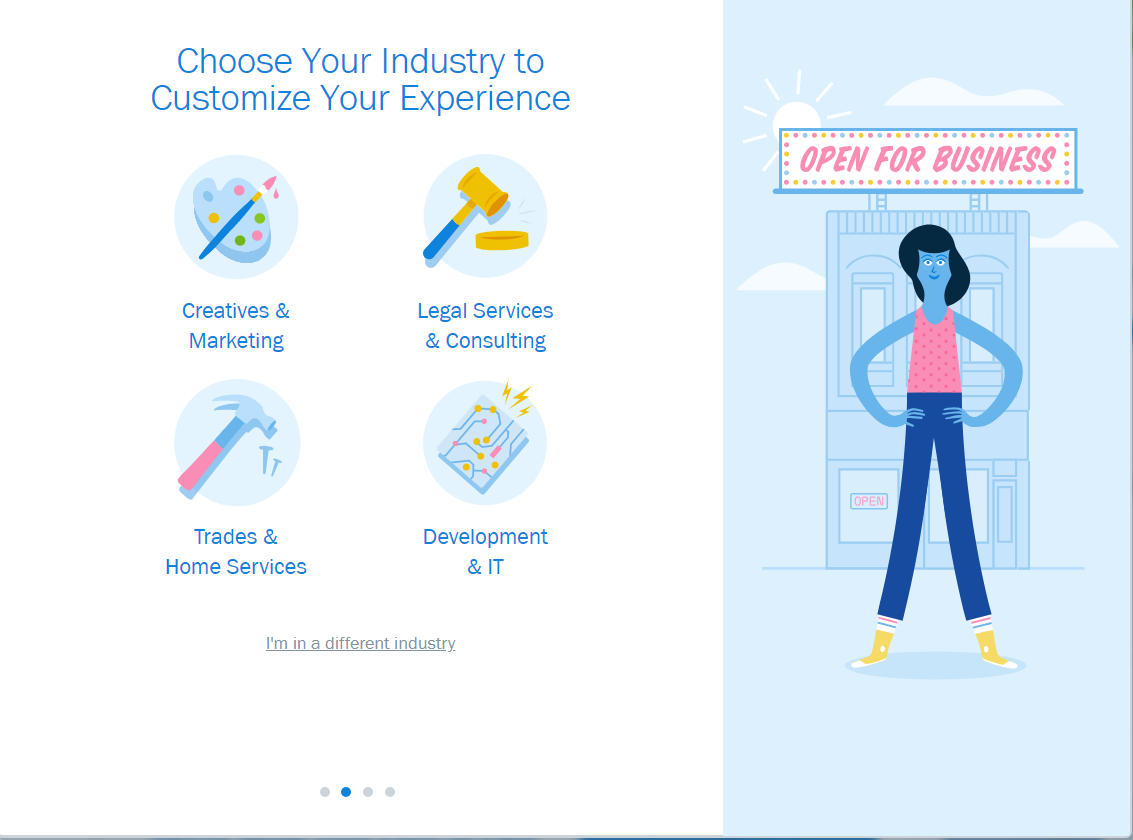 Choose Your Industry to
Customize Your Experience
Creatives &
Marketing
Legal Services
& Consulting
Trades &
Home Services
Development
& IT
I'm in a different industry
OPEN FOR BUSINESS
OPEN